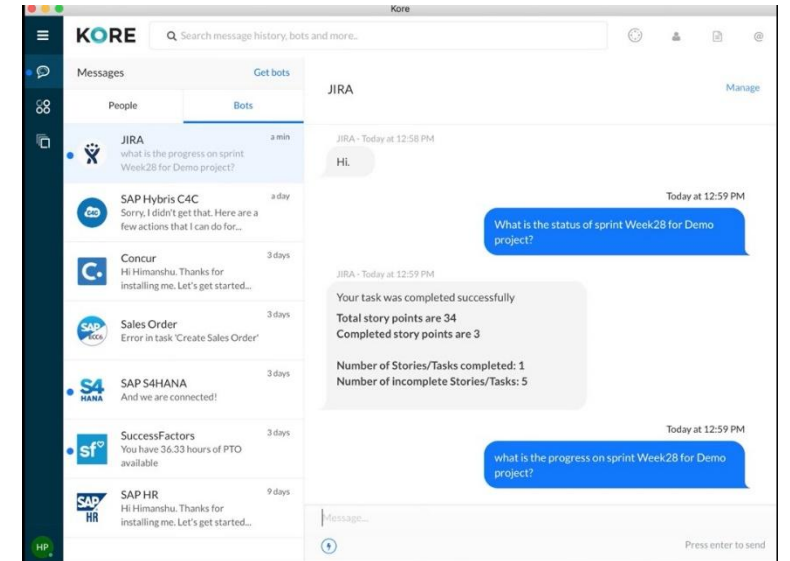 Kore
KORE
Search message history, bots and more..
@
Messages
Get bots
People
Bots
JIRA
a min
what is the progress on sprint
Week28 for Demo project?
C4C
SAP Hybris C4C
a day
Sorry, I didn't get that. Here are a
few actions that I can do for...
C.
Concur
3 days
Hi Himanshu. Thanks for
installing me. Let's get started...
SAP
ECC6
Sales Order
3 days
Error in task 'Create Sales Order'
S4
HANA
SAP S4HANA
3 days
And we are connected!
sf
SuccessFactors
3 days
You have 36.33 hours of PTO
available
SAP
HR
SAP HR
9 days
Hi Himanshu. Thanks for
installing me. Let's get started...
HP
JIRA
Manage
JIRA - Today at 12:58 PM
Hi.
Today at 12:59 PM
What is the status of sprint Week28 for Demo
project?
JIRA - Today at 12:59 PM
Your task was completed successfully
Total story points are 34
Completed story points are 3
Number of Stories/Tasks completed: 1
Number of incomplete Stories/Tasks: 5
Today at 12:59 PM
what is the progress on sprint Week28 for Demo
project?
Message...
Press enter to send